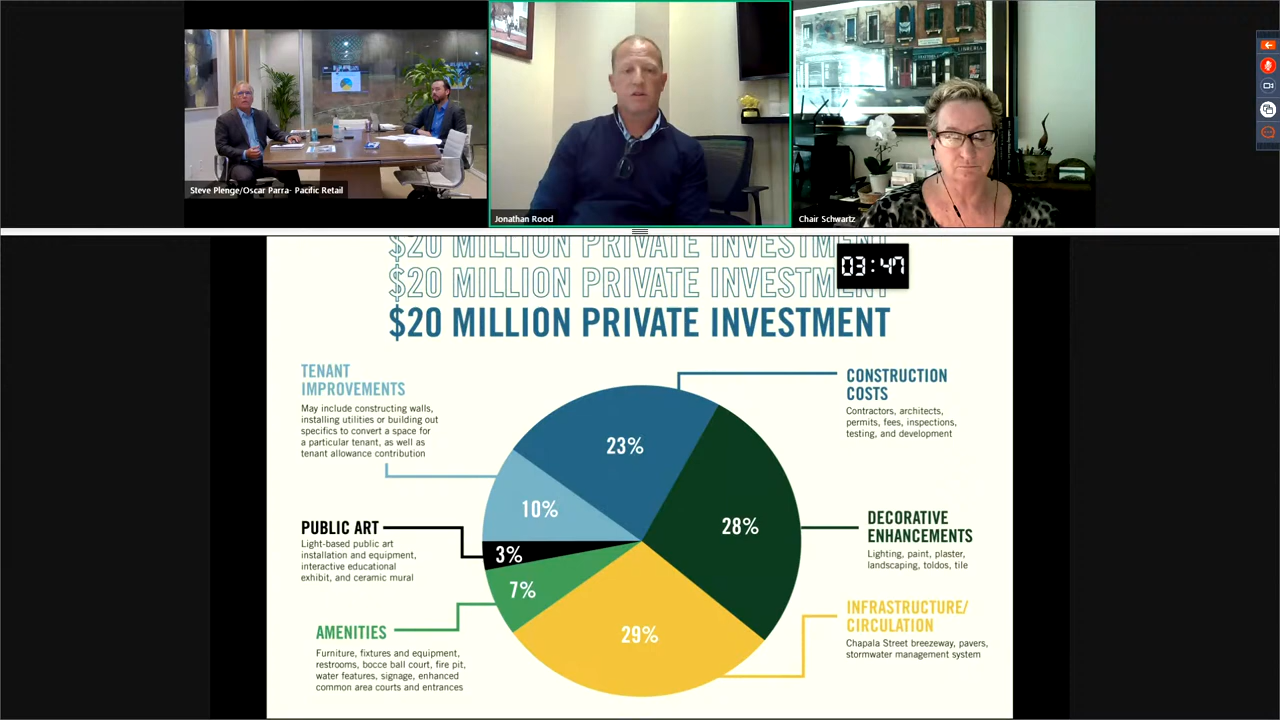 Steve Plenge/Oscar Parra- Pacific Retail
Jonathan Rood
Chair Schwartz
$20 MILLION PRIVATE INVESTMENT
$20 MILLION PRIVATE INVESTMENT
03:47
$20 MILLION PRIVATE INVESTMENT
TENANT
IMPROVEMENTS
May include constructing walls,
installing utilities or building out
specifics to convert a space for
a particular tenant, as well as
tenant allowance contribution
CONSTRUCTION
COSTS
Contractors, architects,
permits, fees, inspections,
testing, and development
23%
10%
28%
3%
7%
29%
PUBLIC ART
Light-based public art
installation and equipment,
interactive educational
exhibit, and ceramic mural
DECORATIVE
ENHANCEMENTS
Lighting, paint, plaster,
landscaping, toldos, tile
AMENITIES
Furniture, fixtures and equipment,
restrooms, bocce ball court, fire pit,
water features, signage, enhanced
common area courts and entrances
INFRASTRUCTURE/
CIRCULATION
Chapala Street breezeway, pavers,
stormwater management system